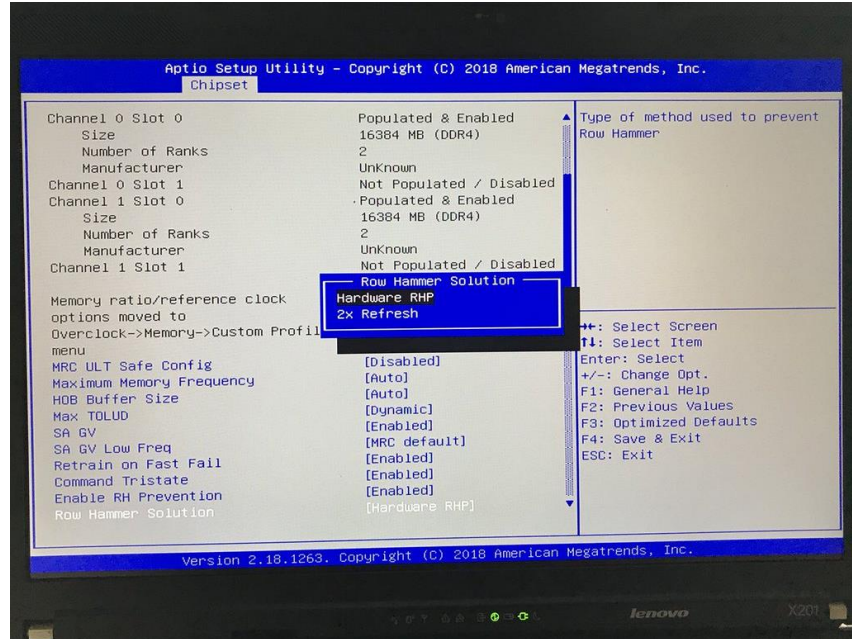 Aptio Setup Utility – Copyright (C) 2018 American Megatrends, Inc.
Chipset
Channel 0 Slot 0 Populated & Enabled
Size 16384 MB (DDR4)
Number of Ranks 2
Manufacturer UnKnown
Channel 0 Slot 1 Not Populated / Disabled
Channel 1 Slot 0 Populated & Enabled
Size 16384 MB (DDR4)
Number of Ranks 2
Manufacturer UnKnown
Channel 1 Slot 1 Not Populated / Disabled
Memory ratio/reference clock
options moved to
Overclock->Memory->Custom Profil
menu
MRC ULT Safe Config [Disabled]
Maximum Memory Frequency [Auto]
HOB Buffer Size [Auto]
Max TOLUD [Dynamic]
SA GV [Enabled]
SA GV Low Freq [MRC default]
Retrain on Fast Fail [Enabled]
Command Tristate [Enabled]
Enable RH Prevention [Enabled]
Row Hammer Solution [Hardware RHP]
Row Hammer Solution
Hardware RHP
2x Refresh
Type of method used to prevent
Row Hammer
→←: Select Screen
↑↓: Select Item
Enter: Select
+/-: Change Opt.
F1: General Help
F2: Previous Values
F3: Optimized Defaults
F4: Save & Exit
ESC: Exit
Version 2.18.1263. Copyright (C) 2018 American Megatrends, Inc.
lenovo
X201